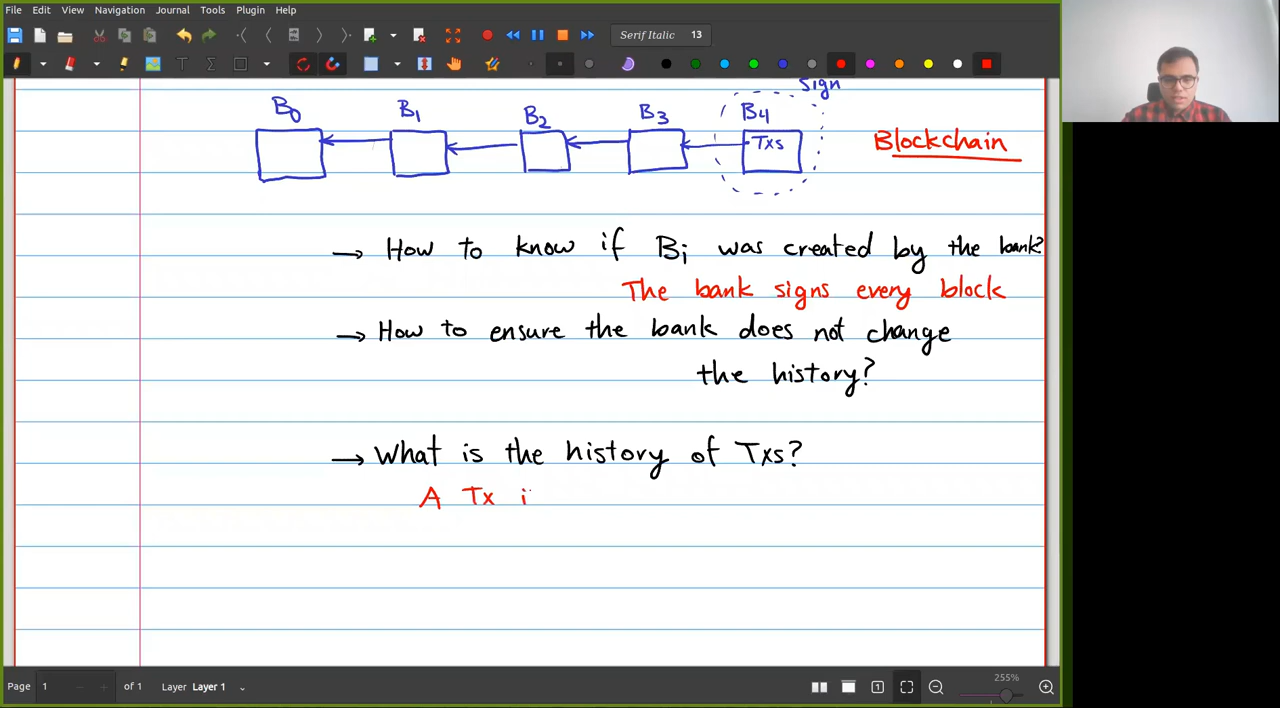 File Edit View Navigation Journal Tools Plugin Help
Serif Italic 13
Sign
B0 B1 B2 B3 B4
Txs
Blockchain
→ How to know if Bi was created by the bank?
The bank signs every block
→ How to ensure the bank does not change
the history?
→ What is the history of Txs?
A Tx i
Page 1 of 1 Layer Layer 1 1 255%